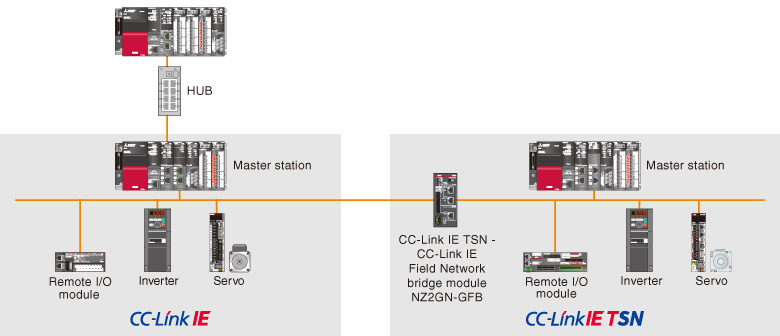 HUB
Master station
Master station
CC-Link IE TSN -
CC-Link IE
Field Network
bridge module
NZ2GN-GFB
Remote I/O
module
Inverter
Servo
Remote I/O
module
Inverter
Servo
CC-Link IE
CC-Link IE TSN